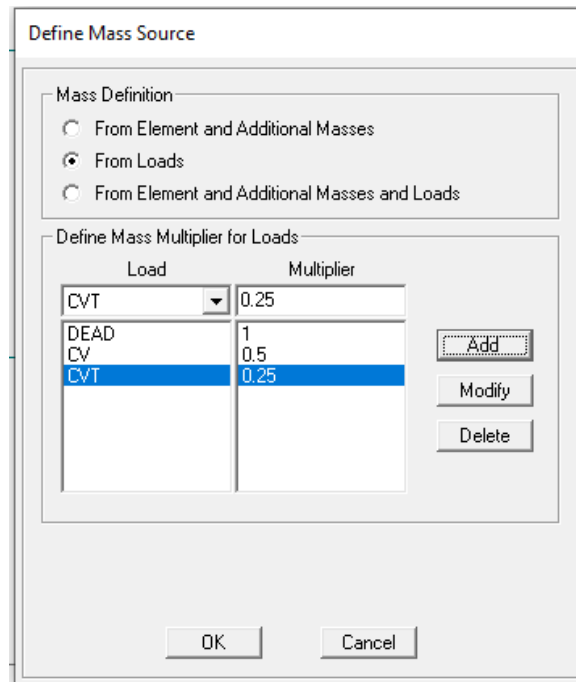 Define Mass Source
Mass Definition
From Element and Additional Masses
From Loads
From Element and Additional Masses and Loads
Define Mass Multiplier for Loads
Load Multiplier
CVT 0.25
DEAD 1
CV 0.5
CVT 0.25
Add
Modify
Delete
OK Cancel